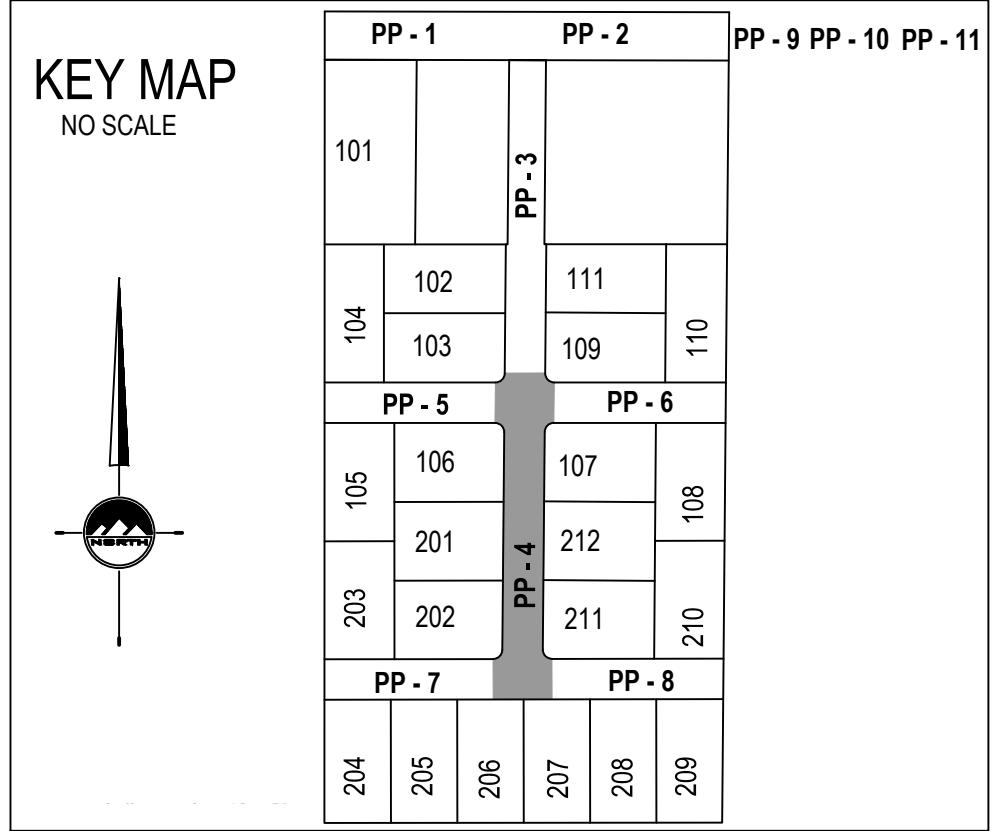 PP - 1 PP - 2 PP - 9 PP - 10 PP - 11
KEY MAP
NO SCALE
101
PP - 3
102
111
104
103
109
110
PP - 5
PP - 6
105
106
107
108
201
212
PP - 4
NORTH
203
202
211
210
PP - 7
PP - 8
204
205
206
207
208
209